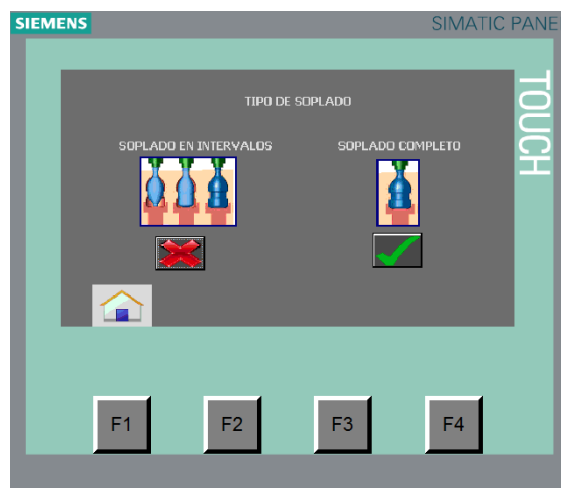 SIEMENS
SIMATIC PANE
TOUCH
TIPO DE SOPLADO
SOPLADO EN INTERVALOS
SOPLADO COMPLETO
F1
F2
F3
F4